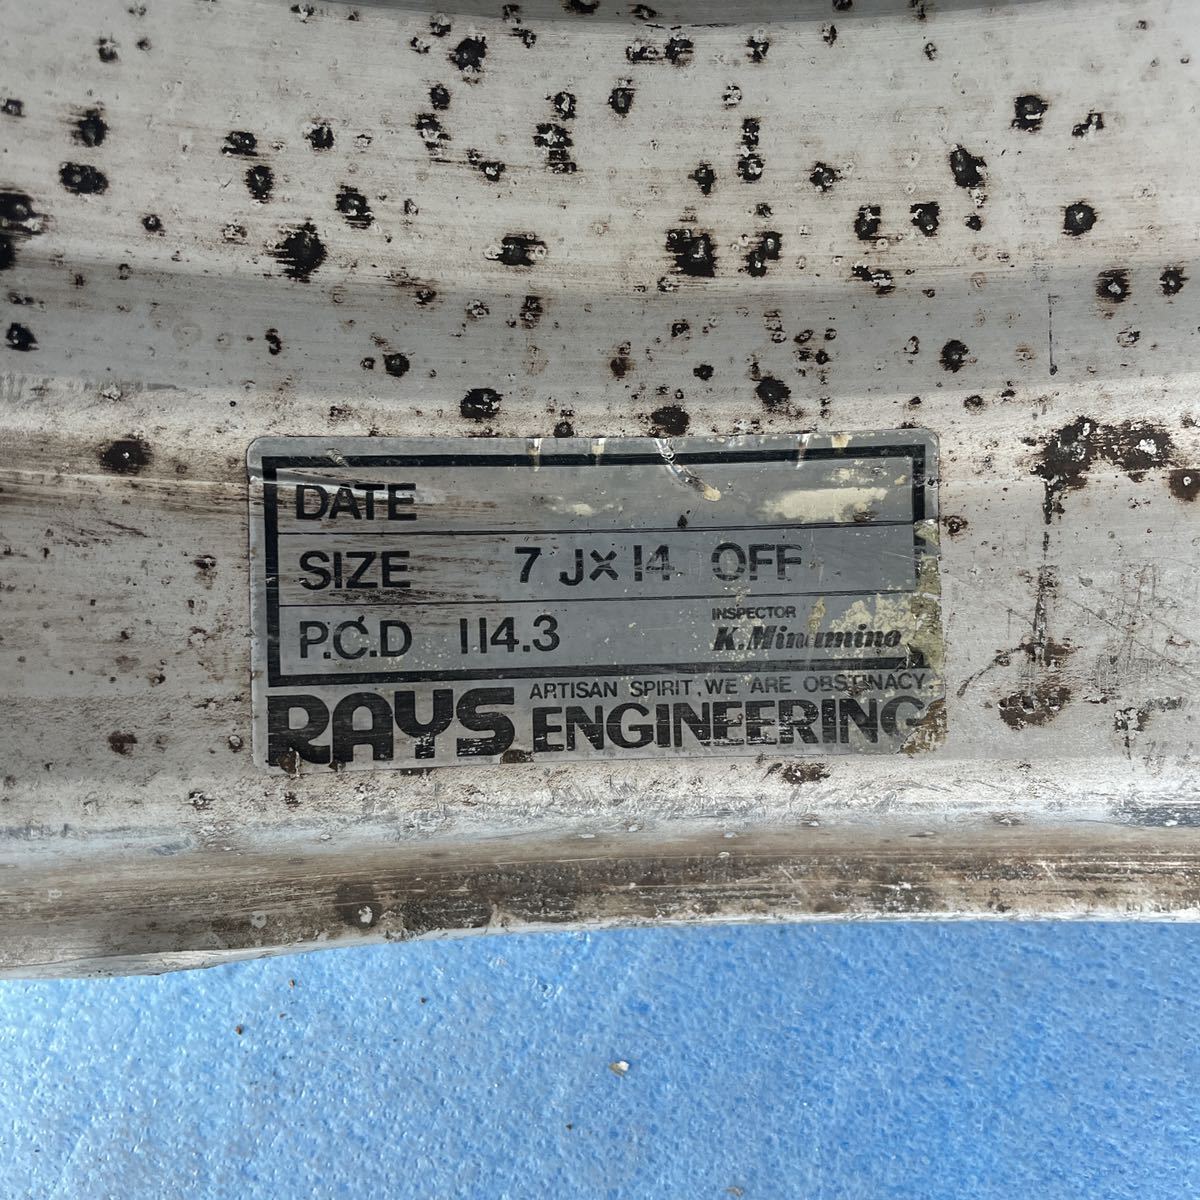 DATE
SIZE 7 J× 14 OFF
P.C.D 114.3
INSPECTOR
K.Minamino
ARTISAN SPIRIT, WE ARE OBSTINACY
RAYS ENGINEERING